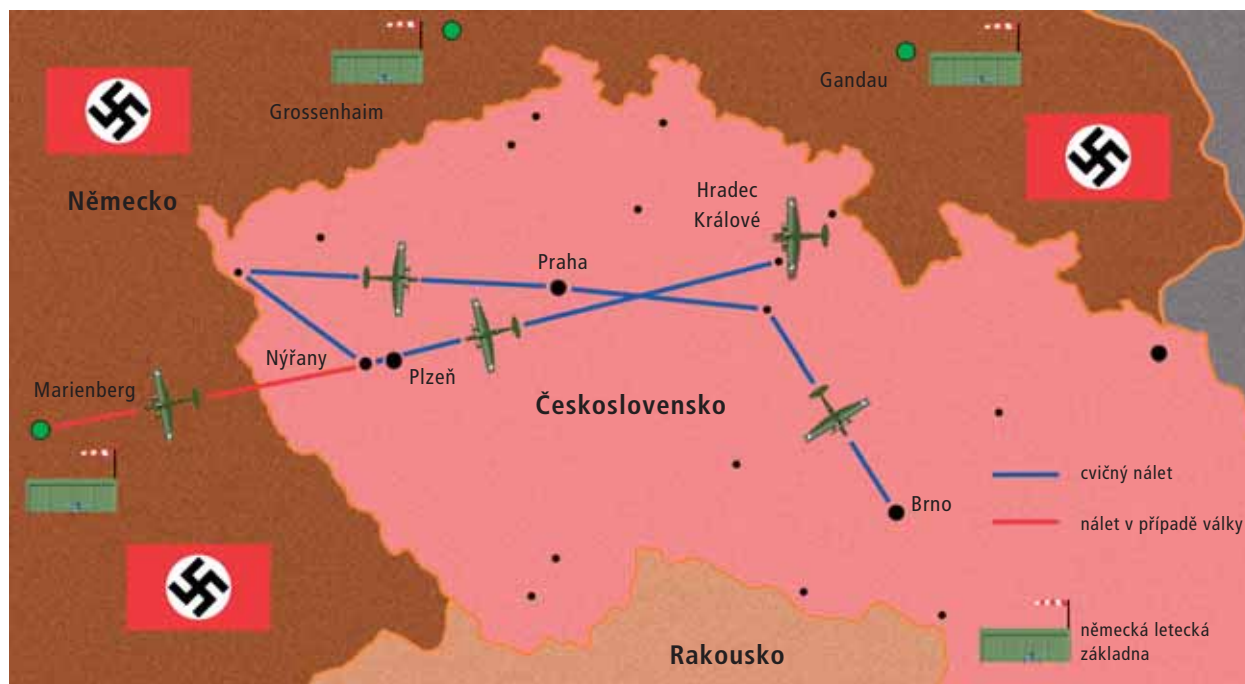 Grossenhaim
Gandau
Německo
Hradec
Králové
Praha
Nýřany
Plzeň
Marienberg
Československo
cvičný nálet
Brno
nálet v případě války
německá letecká
základna
Rakousko